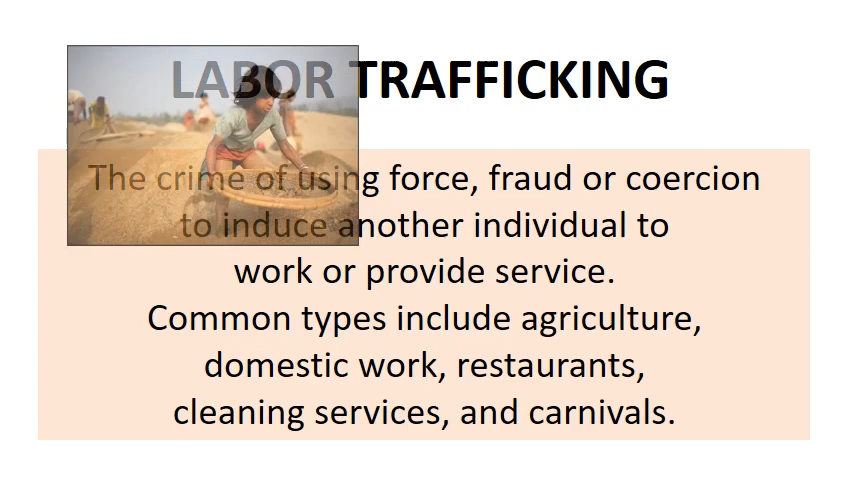 LABOR TRAFFICKING
The crime of using force, fraud or coercion
to induce another individual to
work or provide service.
Common types include agriculture,
domestic work, restaurants,
cleaning services, and carnivals.